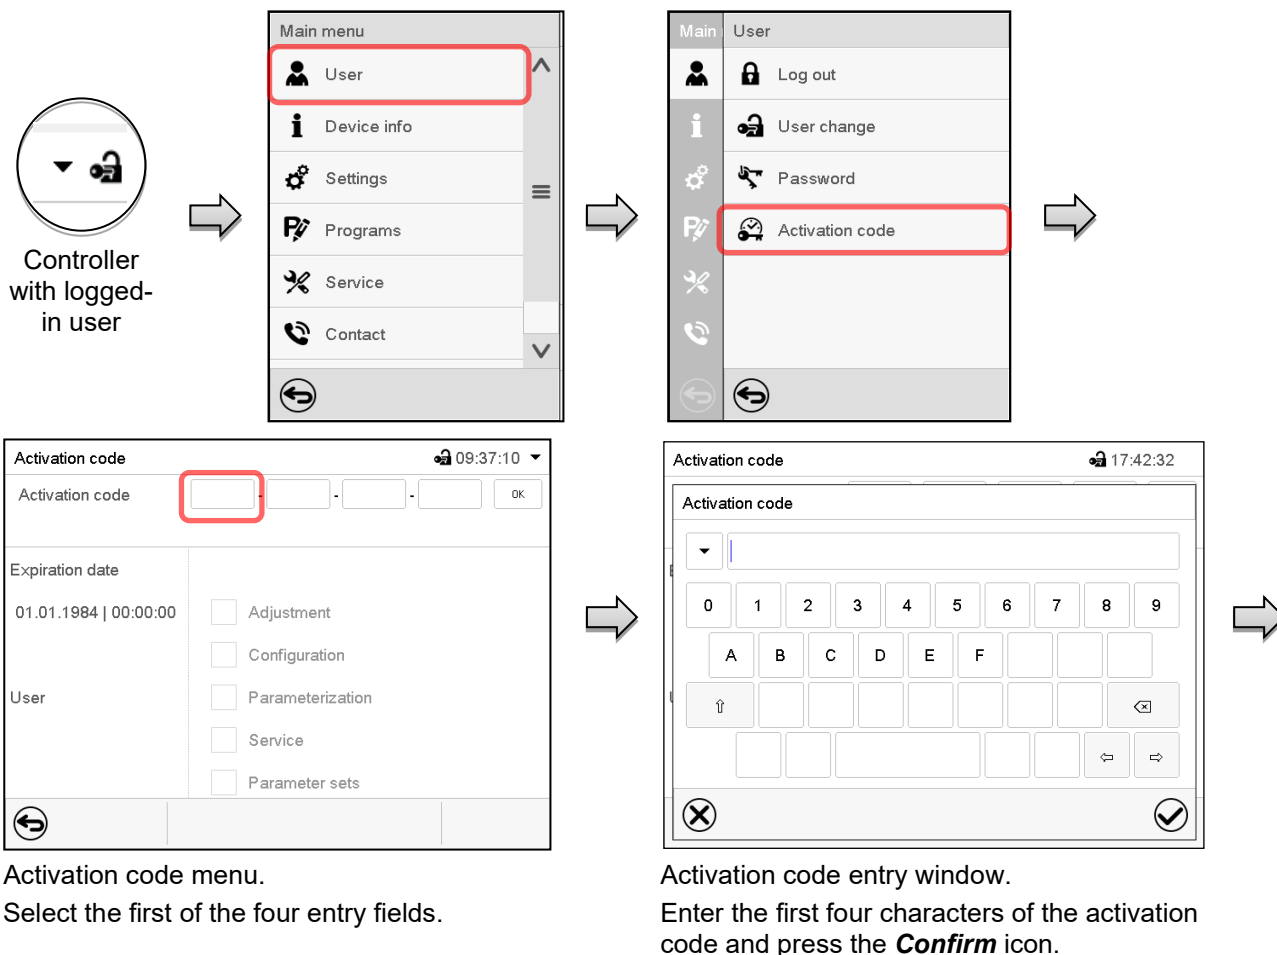 Controller
with logged-
in user
Main menu
User
Device info
Settings
Programs
Service
Contact
Main
User
Log out
User change
Password
Activation code
Activation code 09:37:10
Activation code - - - OK
Expiration date
01.01.1984 | 00:00:00
Adjustment
Configuration
User
Parameterization
Service
Parameter sets
Activation code menu.
Select the first of the four entry fields.
Activation code 17:42:32
Activation code
0 1 2 3 4 5 6 7 8 9
A B C D E F
Activation code entry window.
Enter the first four characters of the activation
code and press the Confirm icon.